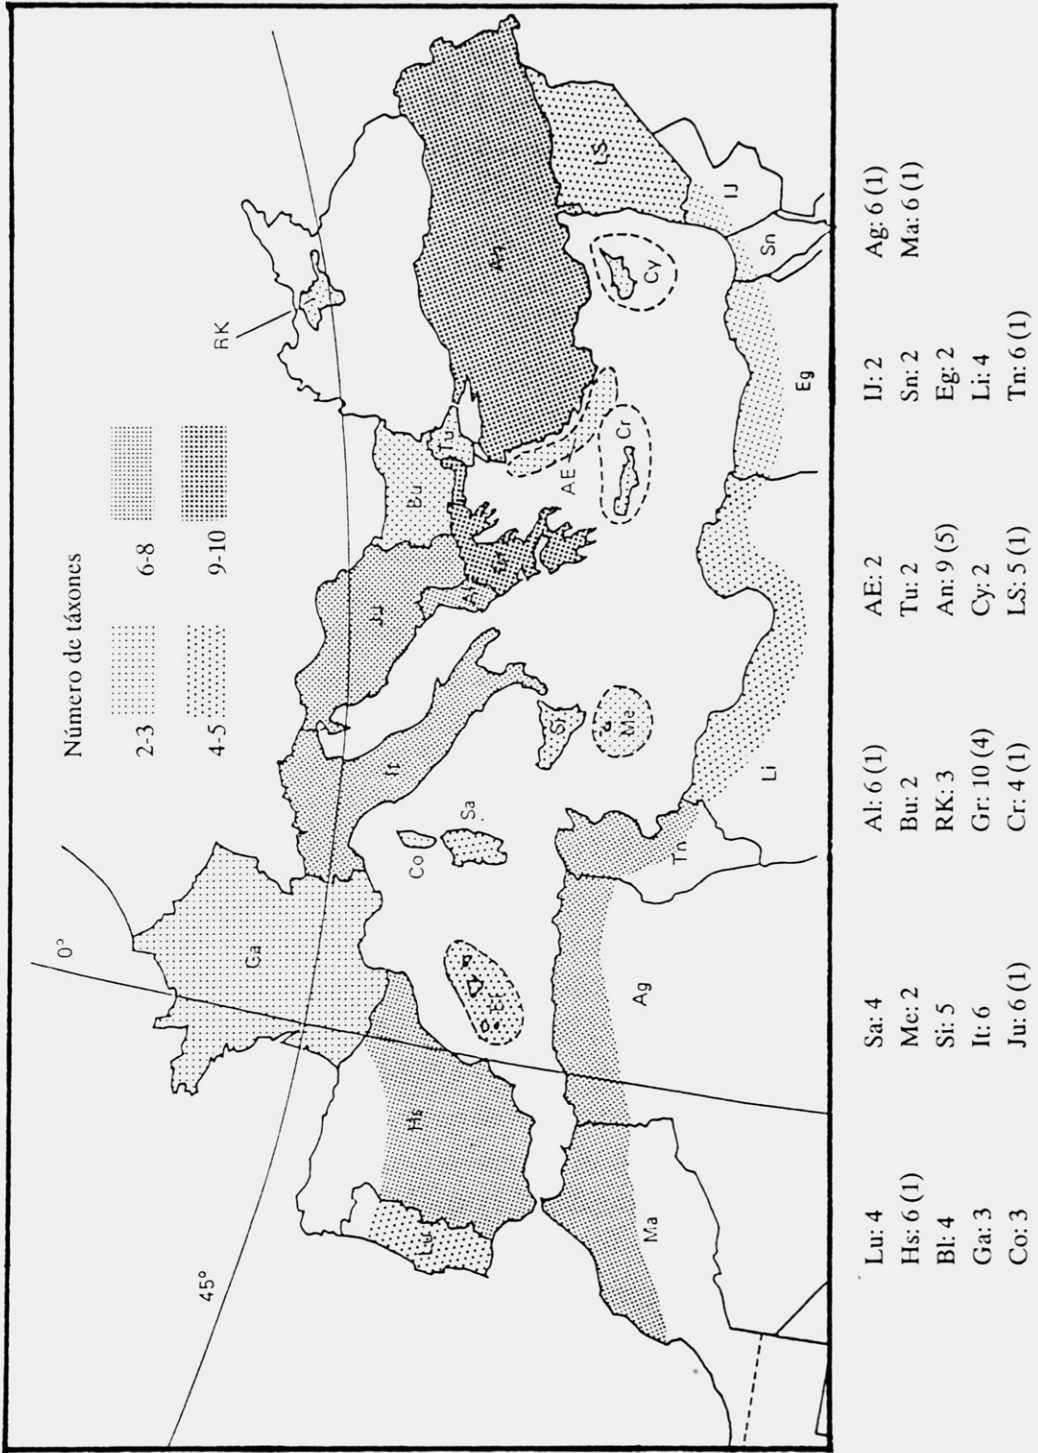 Número de táxones
2-3
6-8
4-5
9-10
0°
45°
RK
Ga
It
Ju
Bu
Tu
An
Al
Gr
AE
Cr
Cy
LS
IJ
Sn
Eg
Li
Tn
Ag
Ma
Hs
Lu
Bl
Co
Sa
Si
Me
Lu: 4
Hs: 6 (1)
Bl: 4
Ga: 3
Co: 3
Sa: 4
Me: 2
Si: 5
It: 6
Ju: 6 (1)
Al: 6 (1)
Bu: 2
RK: 3
Gr: 10 (4)
Cr: 4 (1)
AE: 2
Tu: 2
An: 9 (5)
Cy: 2
LS: 5 (1)
IJ: 2
Sn: 2
Eg: 2
Li: 4
Tn: 6 (1)
Ag: 6 (1)
Ma: 6 (1)